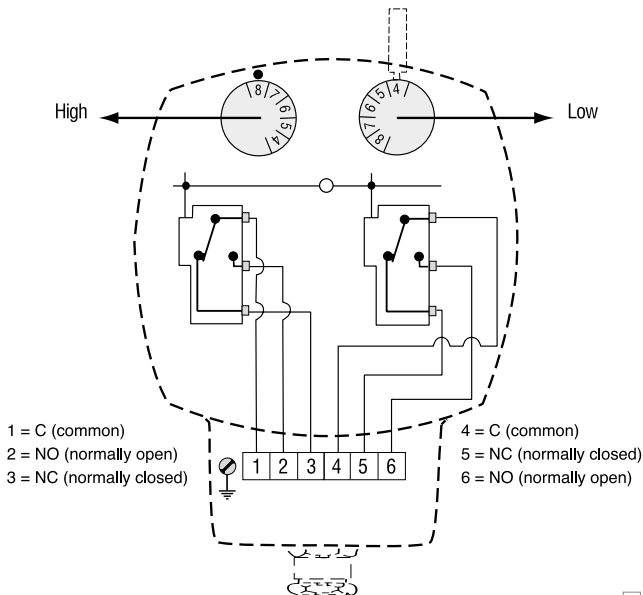 8 7 6 5 4
4 5 6 7 8
High
Low
1 = C (common)
2 = NO (normally open)
3 = NC (normally closed)
1 2 3 4 5 6
4 = C (common)
5 = NC (normally closed)
6 = NO (normally open)